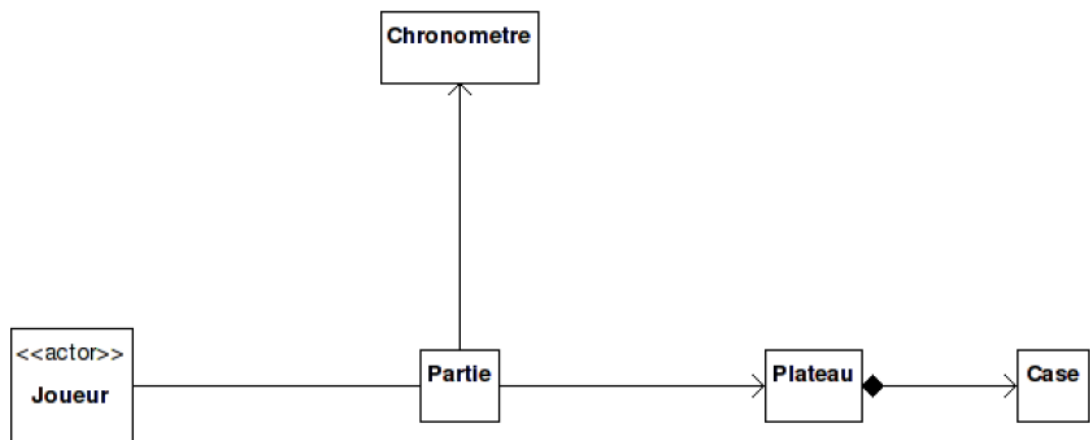 Chronometre
<<actor>>
Joueur
Partie
Plateau
Case